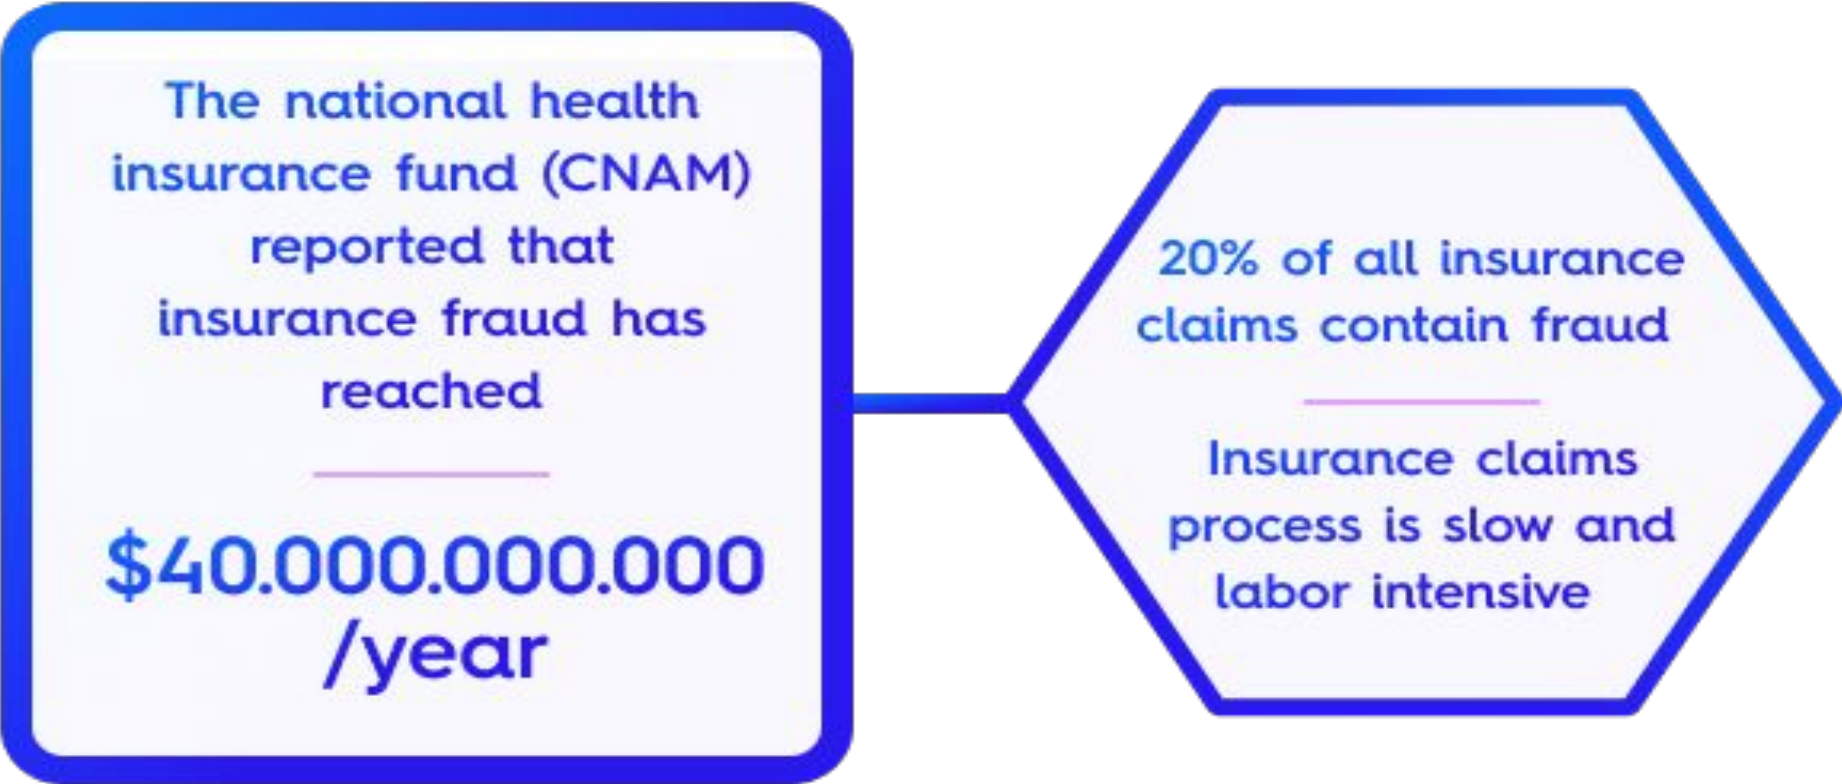 The national health
insurance fund (CNAM)
reported that
insurance fraud has
reached
$40.000.000.000
/year
20% of all insurance
claims contain fraud
Insurance claims
process is slow and
labor intensive